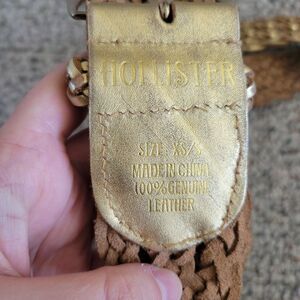 HOLLISTER
SIZE: XS/S
MADE IN CHINA
100% GENUINE
LEATHER